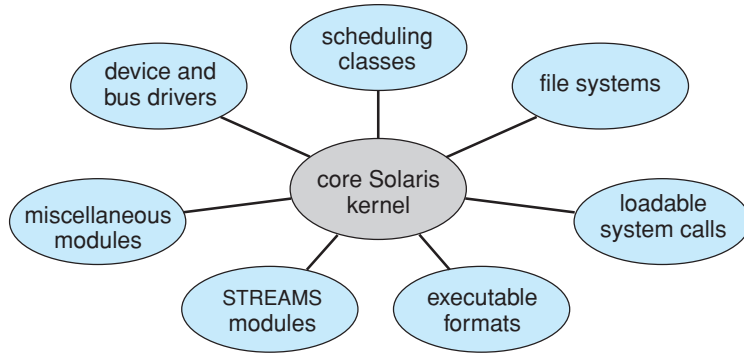 scheduling
classes
device and
bus drivers
file systems
core Solaris
kernel
miscellaneous
modules
loadable
system calls
STREAMS
modules
executable
formats